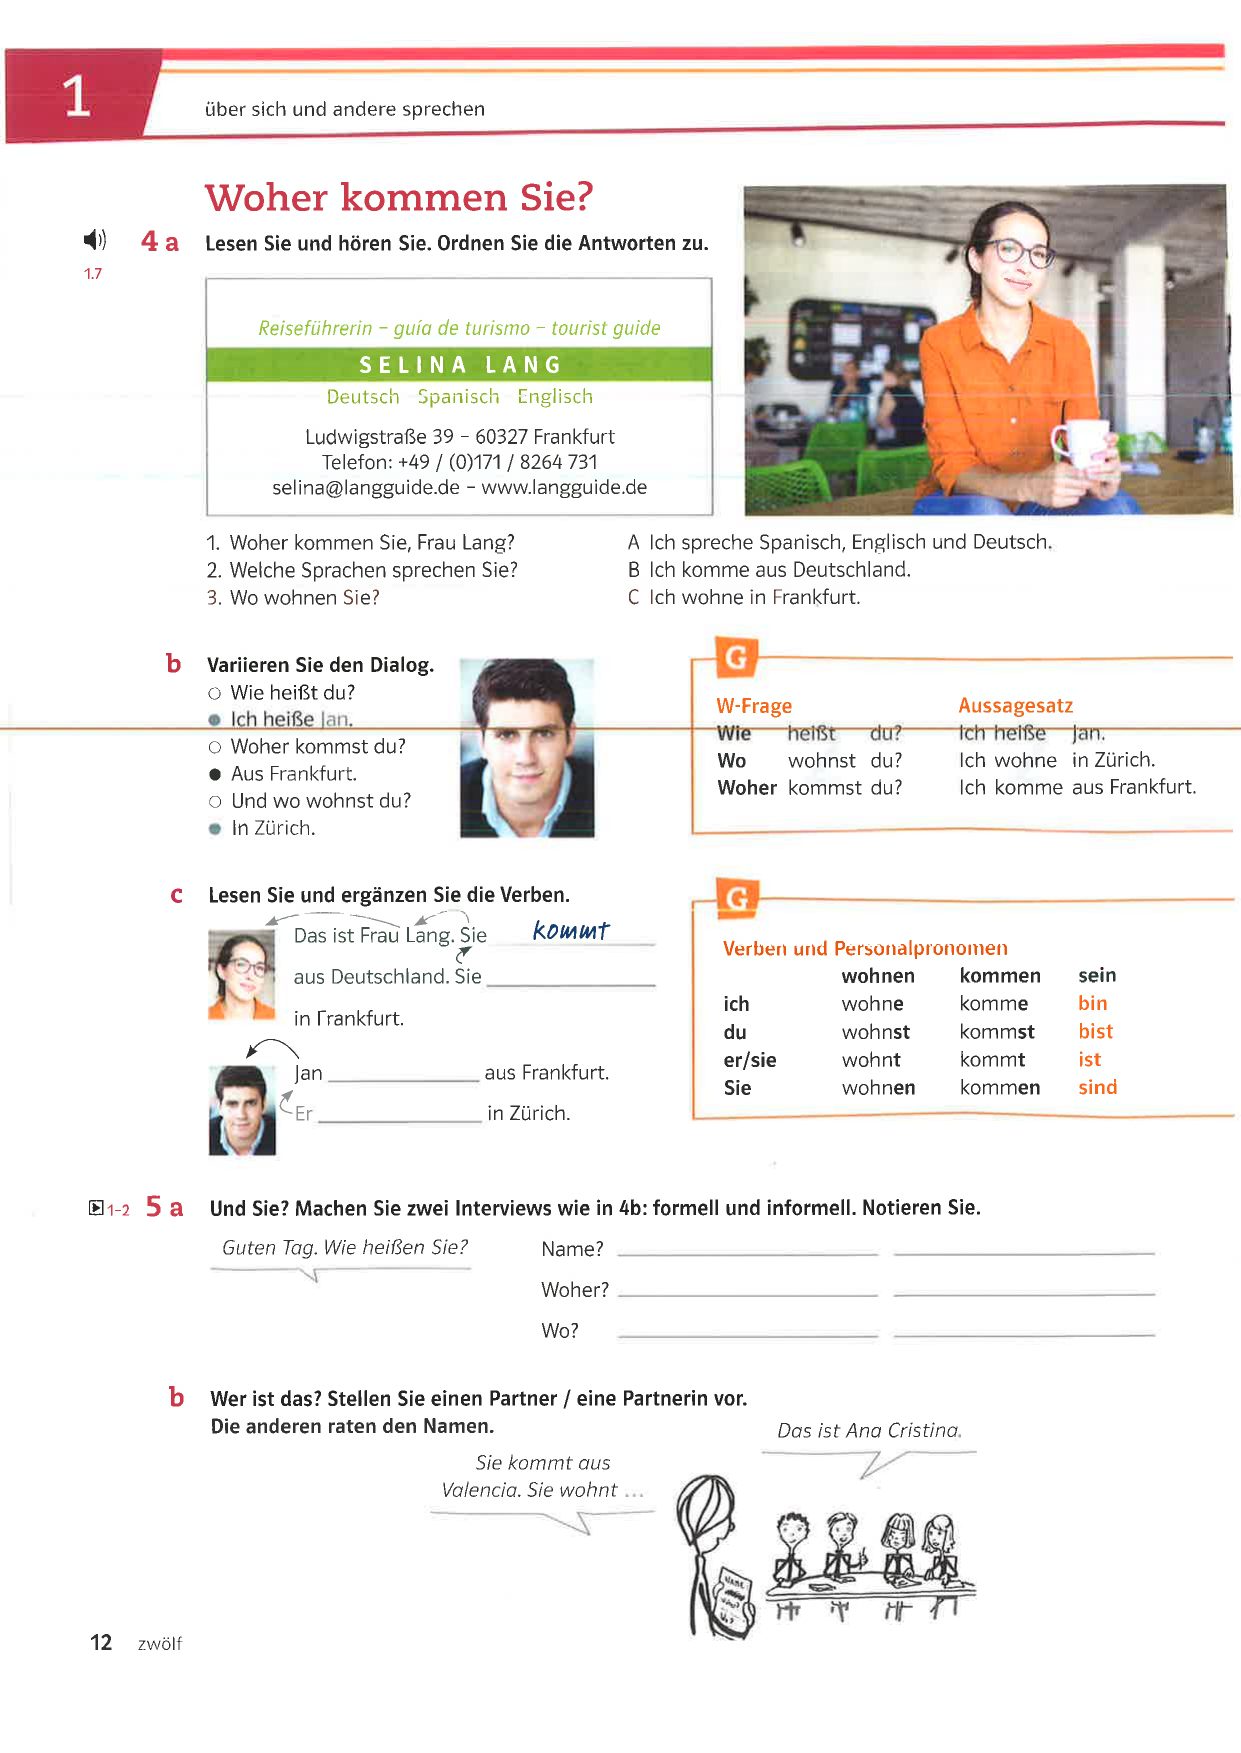 1
über sich und andere sprechen
Woher kommen Sie?
1.7
4 a Lesen Sie und hören Sie. Ordnen Sie die Antworten zu.
Reiseführerin – guía de turismo – tourist guide
SELINA LANG
Deutsch Spanisch Englisch
Ludwigstraße 39 – 60327 Frankfurt
Telefon: +49 / (0)171 / 8264 731
selina@langguide.de – www.langguide.de
1. Woher kommen Sie, Frau Lang?
2. Welche Sprachen sprechen Sie?
3. Wo wohnen Sie?
A Ich spreche Spanisch, Englisch und Deutsch.
B Ich komme aus Deutschland.
C Ich wohne in Frankfurt.
b Variieren Sie den Dialog.
○ Wie heißt du?
● Ich heiße Jan.
○ Woher kommst du?
● Aus Frankfurt.
○ Und wo wohnst du?
● In Zürich.
G
W-Frage Aussagesatz
Wie heißt du? Ich heiße Jan.
Wo wohnst du? Ich wohne in Zürich.
Woher kommst du? Ich komme aus Frankfurt.
c Lesen Sie und ergänzen Sie die Verben.
Das ist Frau Lang. Sie kommt
aus Deutschland. Sie
in Frankfurt.
Jan aus Frankfurt.
Er in Zürich.
G
Verben und Personalpronomen
wohnen kommen sein
ich wohne komme bin
du wohnst kommst bist
er/sie wohnt kommt ist
Sie wohnen kommen sind
1–2 5 a Und Sie? Machen Sie zwei Interviews wie in 4b: formell und informell. Notieren Sie.
Guten Tag. Wie heißen Sie?
Name?
Woher?
Wo?
b Wer ist das? Stellen Sie einen Partner / eine Partnerin vor.
Die anderen raten den Namen.
Das ist Ana Cristina.
Sie kommt aus
Valencia. Sie wohnt ...
NAME
12 zwölf